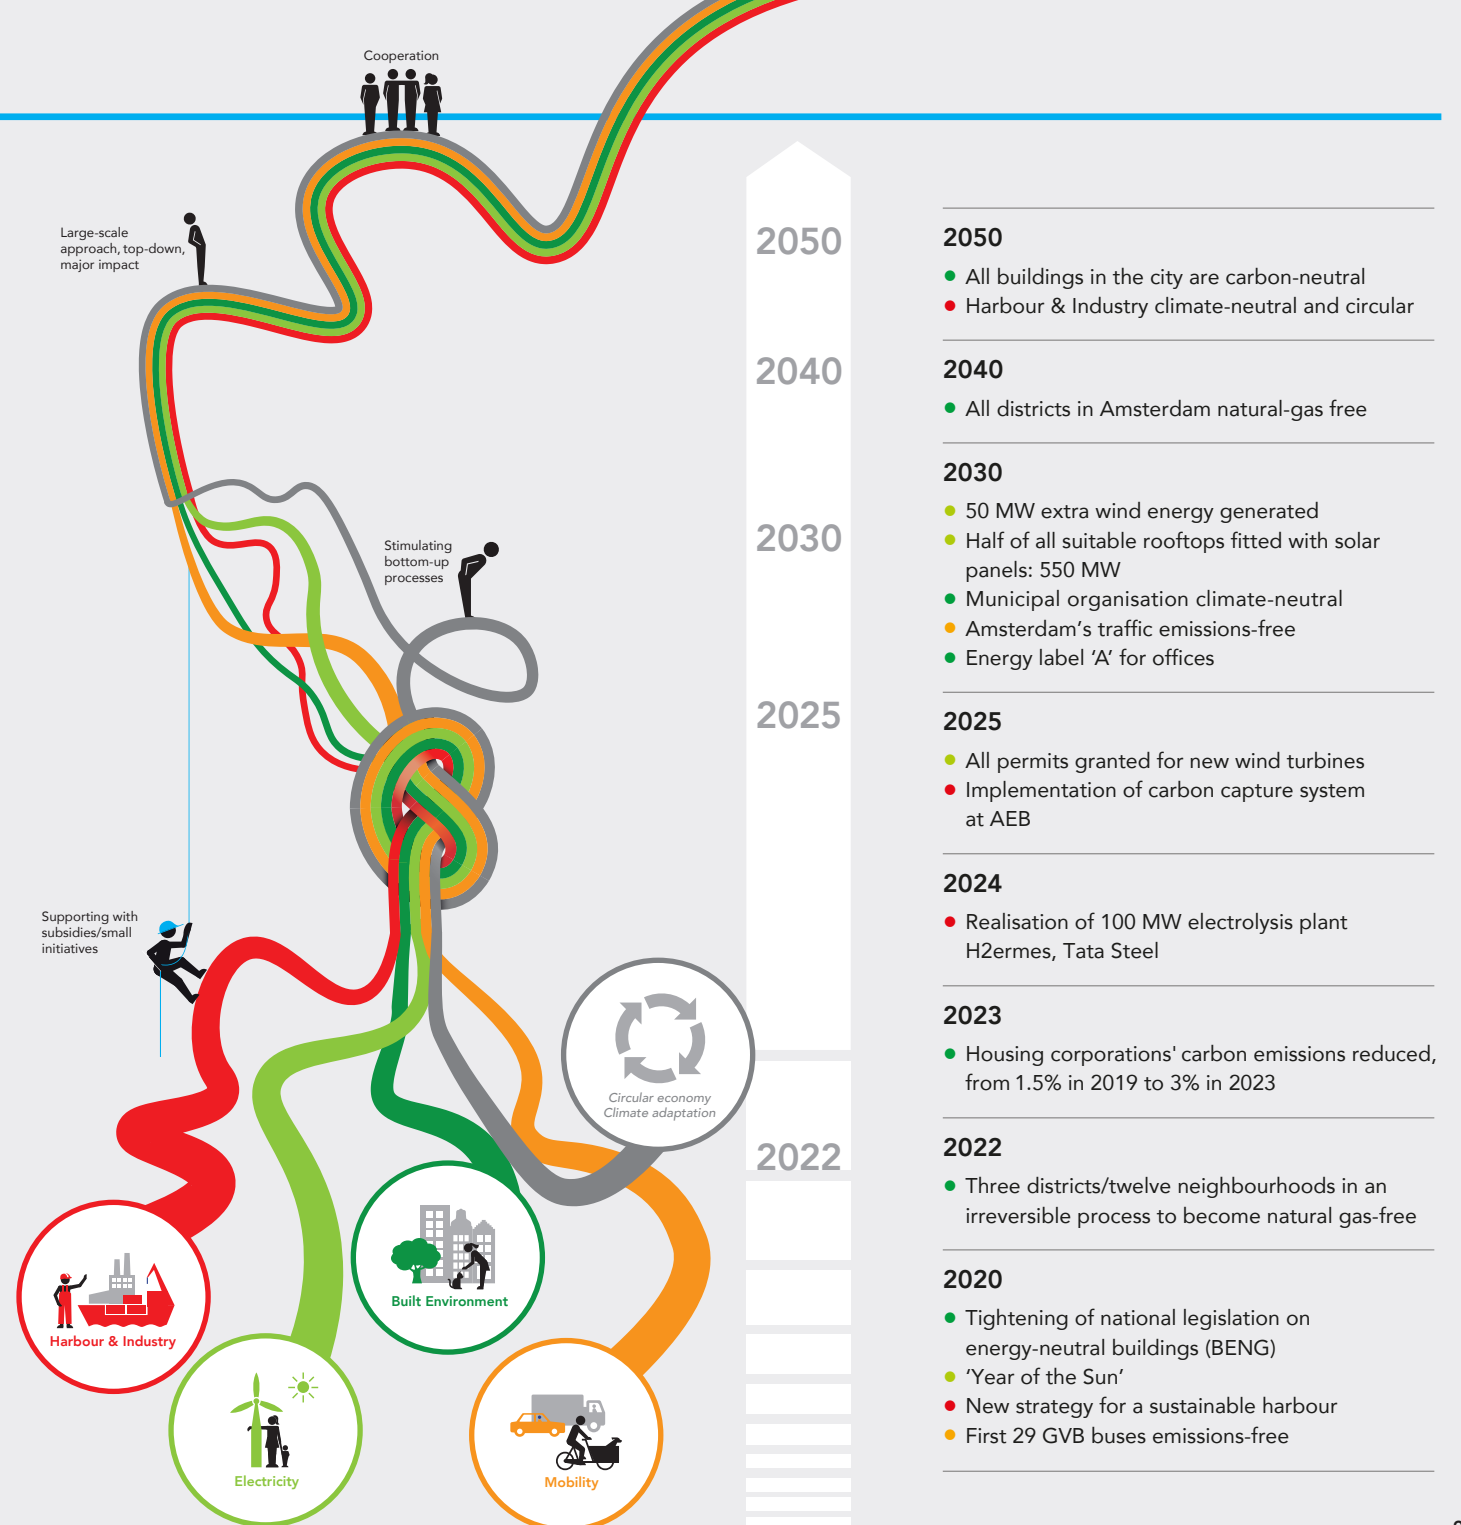 Cooperation
Large-scale
approach, top-down,
major impact
Stimulating
bottom-up
processes
Supporting with
subsidies/small
initiatives
Circular economy
Climate adaptation
Built Environment
Harbour & Industry
Electricity
Mobility
2050
2040
2030
2025
2022
2050
All buildings in the city are carbon-neutral
Harbour & Industry climate-neutral and circular
2040
All districts in Amsterdam natural-gas free
2030
50 MW extra wind energy generated
Half of all suitable rooftops fitted with solar
panels: 550 MW
Municipal organisation climate-neutral
Amsterdam's traffic emissions-free
Energy label ‘A’ for offices
2025
All permits granted for new wind turbines
Implementation of carbon capture system
at AEB
2024
Realisation of 100 MW electrolysis plant
H2ermes, Tata Steel
2023
Housing corporations' carbon emissions reduced,
from 1.5% in 2019 to 3% in 2023
2022
Three districts/twelve neighbourhoods in an
irreversible process to become natural gas-free
2020
Tightening of national legislation on
energy-neutral buildings (BENG)
‘Year of the Sun’
New strategy for a sustainable harbour
First 29 GVB buses emissions-free